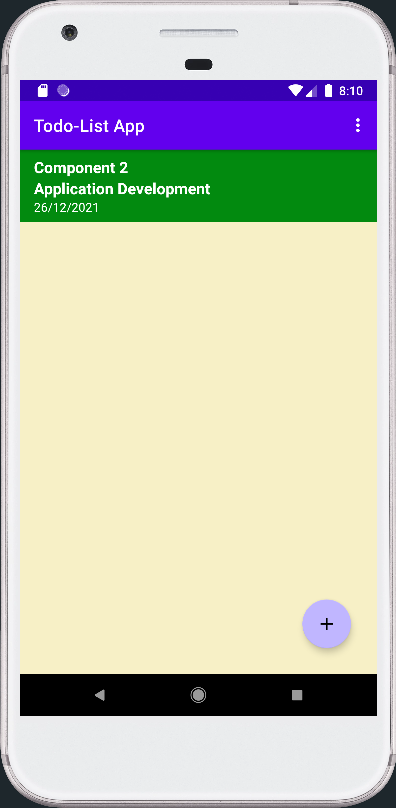 8:10
Todo-List App
Component 2
Application Development
26/12/2021
+